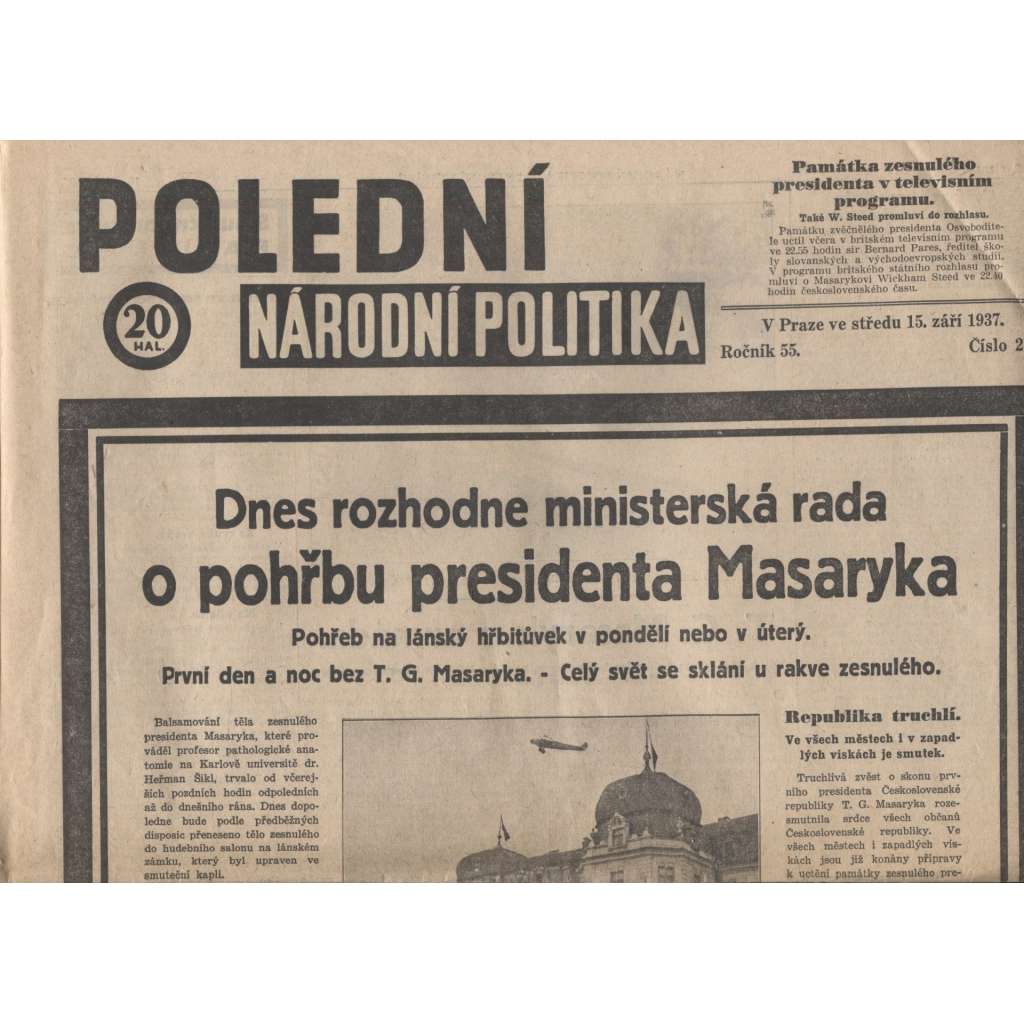 POLEDNÍ
20
HAL.
NÁRODNÍ POLITIKA
Památka zesnulého
presidenta v televisním
programu.
Také W. Steed promluví do rozhlasu.
Památku zvěčnělého presidenta Osvobodite-
le uctil včera v britském televisním programu
ve 22.55 hodin sir Bernard Pares, ředitel ško-
ly slovanských a východoevropských studií.
V programu britského státního rozhlasu pro-
mluví o Masarykovi Wickham Steed ve 22.40
hodin československého času.
V Praze ve středu 15. září 1937.
Ročník 55.
Číslo 2
Dnes rozhodne ministerská rada
o pohřbu presidenta Masaryka
Pohřeb na lánský hřbitůvek v pondělí nebo v úterý.
První den a noc bez T. G. Masaryka. - Celý svět se sklání u rakve zesnulého.
Balsamování těla zesnulého
presidenta Masaryka, které pro-
váděl profesor pathologické ana-
tomie na Karlově universitě dr.
Heřman Šikl, trvalo od včerej-
ších pozdních hodin odpoledních
až do dnešního rána. Dnes dopo-
ledne bude podle předběžných
disposic přeneseno tělo zesnulého
do hudebního salonu na lánském
zámku, který byl upraven ve
smuteční kapli.
Republika truchlí.
Ve všech městech i v zapad-
lých viskách je smutek.
Truchlivá zvěst o skonu prv-
ního presidenta Československé
republiky T. G. Masaryka roze-
smutnila srdce všech občanů
Československé republiky. Ve
všech městech i zapadlých vis-
kách jsou již konány přípravy
k uctění památky zesnulého pre-